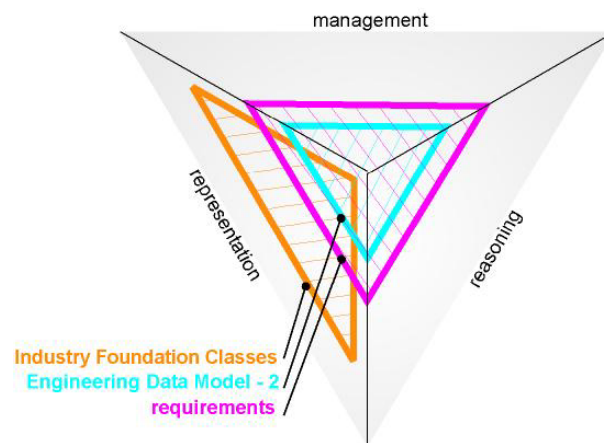 management
representation
reasoning
Industry Foundation Classes
Engineering Data Model - 2
requirements